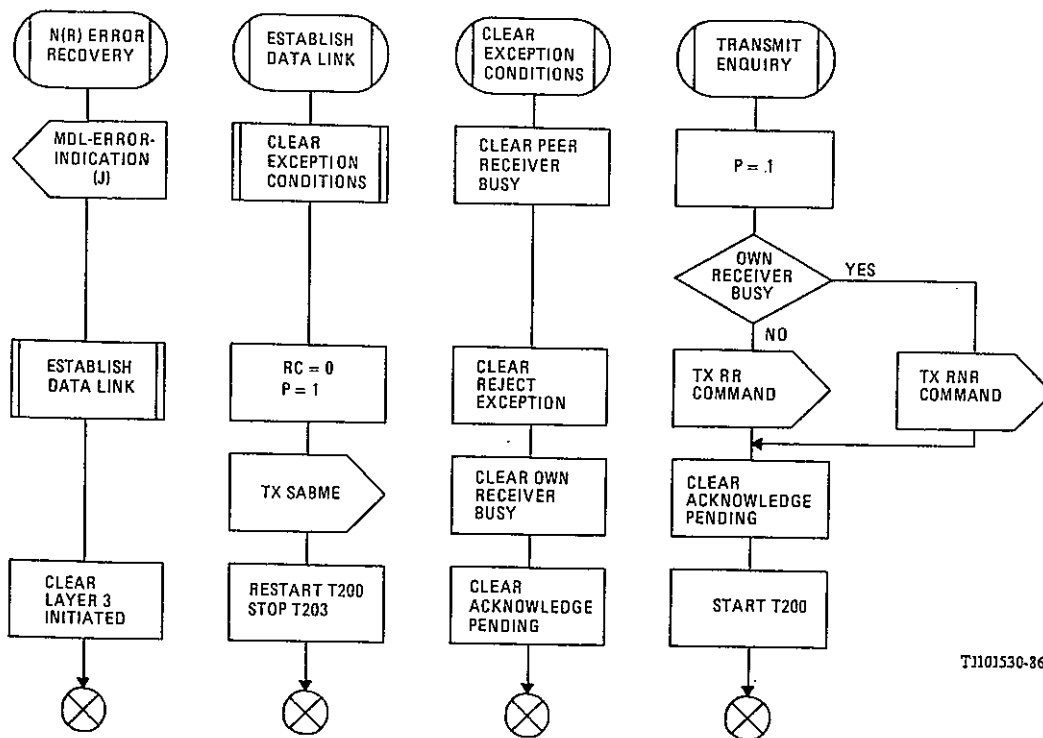 N(R) ERROR
RECOVERY
MDL-ERROR-
INDICATION
(J)
ESTABLISH
DATA LINK
CLEAR
LAYER 3
INITIATED
ESTABLISH
DATA LINK
CLEAR
EXCEPTION
CONDITIONS
RC = 0
P = 1
TX SABME
RESTART T200
STOP T203
CLEAR
EXCEPTION
CONDITIONS
CLEAR PEER
RECEIVER
BUSY
CLEAR
REJECT
EXCEPTION
CLEAR OWN
RECEIVER
BUSY
CLEAR
ACKNOWLEDGE
PENDING
TRANSMIT
ENQUIRY
P = .1
OWN
RECEIVER
BUSY
YES
NO
TX RR
COMMAND
TX RNR
COMMAND
CLEAR
ACKNOWLEDGE
PENDING
START T200
T1101530-86